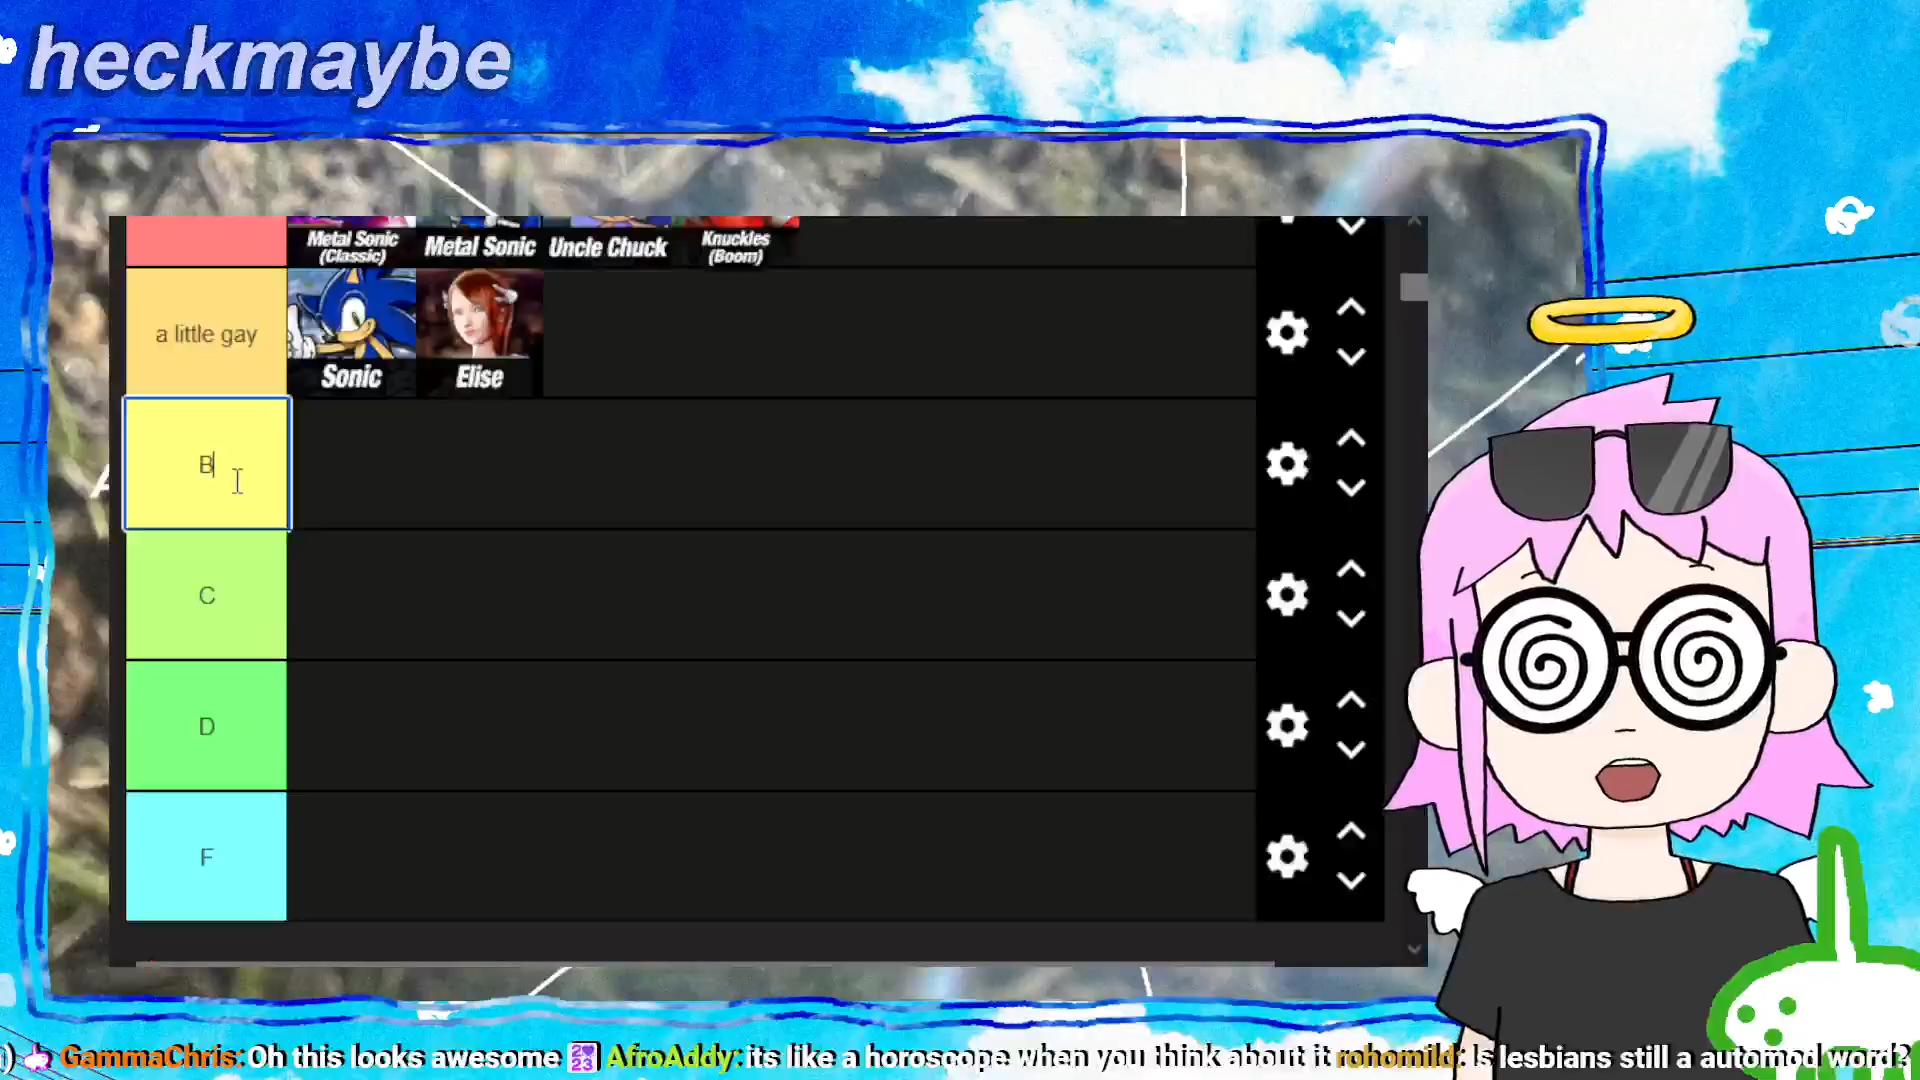 heckmaybe
Metal Sonic
(Classic)
Metal Sonic
Uncle Chuck
Knuckles
(Boom)
a little gay
Sonic
Elise
B
C
D
F
) GammaChris: Oh this looks awesome 2023 AfroAddy: its like a horoscope when you think about it rohomild: Is lesbians still a automod word?